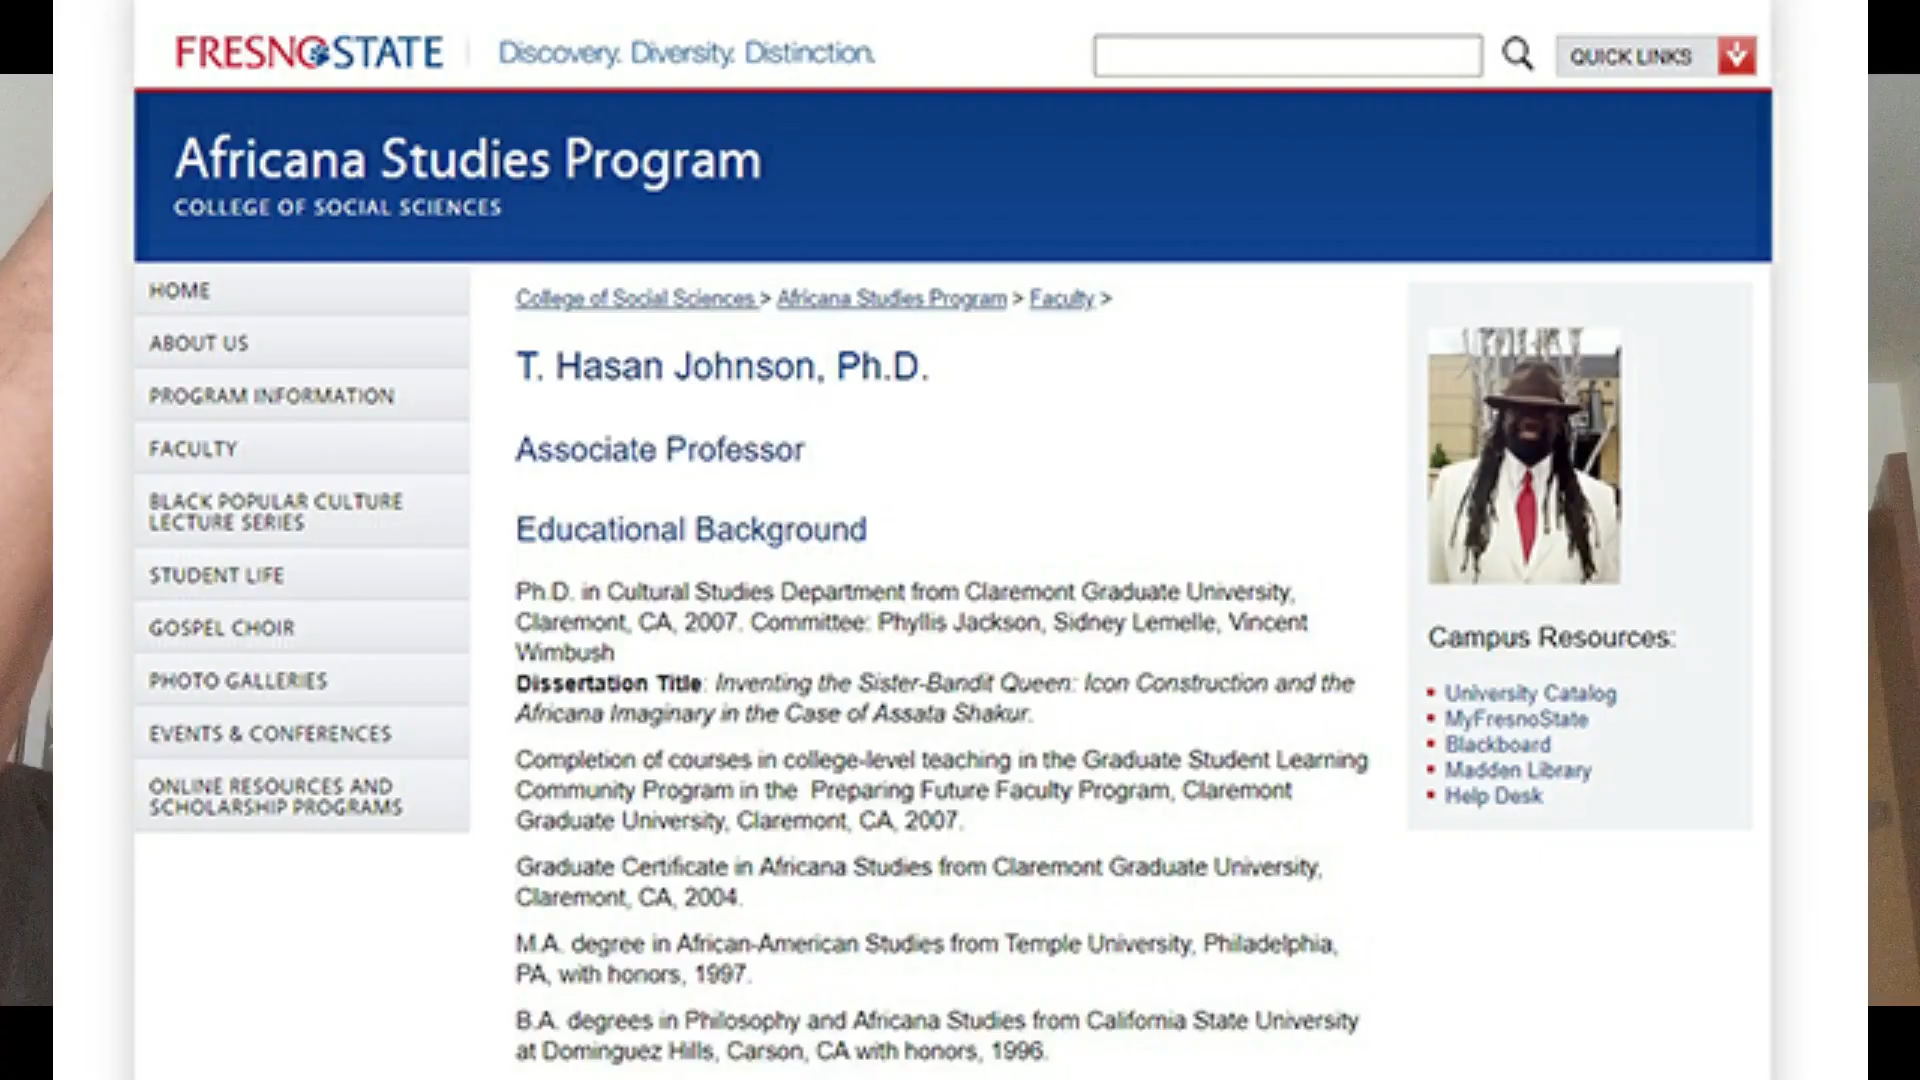 FRESNO STATE
Discovery. Diversity. Distinction.
QUICK LINKS
Africana Studies Program
COLLEGE OF SOCIAL SCIENCES
HOME
ABOUT US
PROGRAM INFORMATION
FACULTY
BLACK POPULAR CULTURE
LECTURE SERIES
STUDENT LIFE
GOSPEL CHOIR
PHOTO GALLERIES
EVENTS & CONFERENCES
ONLINE RESOURCES AND
SCHOLARSHIP PROGRAMS
College of Social Sciences > Africana Studies Program > Faculty >
T. Hasan Johnson, Ph.D.
Associate Professor
Educational Background
Ph.D. in Cultural Studies Department from Claremont Graduate University,
Claremont, CA, 2007. Committee: Phyllis Jackson, Sidney Lemelle, Vincent
Wimbush
Dissertation Title: Inventing the Sister-Bandit Queen: Icon Construction and the
Africana Imaginary in the Case of Assata Shakur.
Completion of courses in college-level teaching in the Graduate Student Learning
Community Program in the Preparing Future Faculty Program, Claremont
Graduate University, Claremont, CA, 2007.
Graduate Certificate in Africana Studies from Claremont Graduate University,
Claremont, CA, 2004.
M.A. degree in African-American Studies from Temple University, Philadelphia,
PA, with honors, 1997.
B.A. degrees in Philosophy and Africana Studies from California State University
at Dominguez Hills, Carson, CA with honors, 1996.
Campus Resources:
University Catalog
MyFresnoState
Blackboard
Madden Library
Help Desk